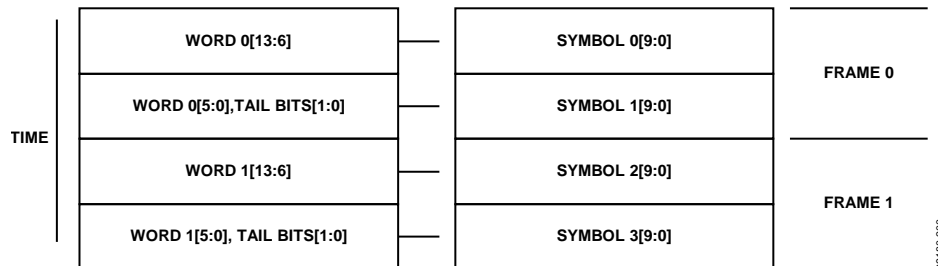 WORD 0[13:6]
SYMBOL 0[9:0]
FRAME 0
WORD 0[5:0],TAIL BITS[1:0]
SYMBOL 1[9:0]
TIME
WORD 1[13:6]
SYMBOL 2[9:0]
FRAME 1
WORD 1[5:0], TAIL BITS[1:0]
SYMBOL 3[9:0]